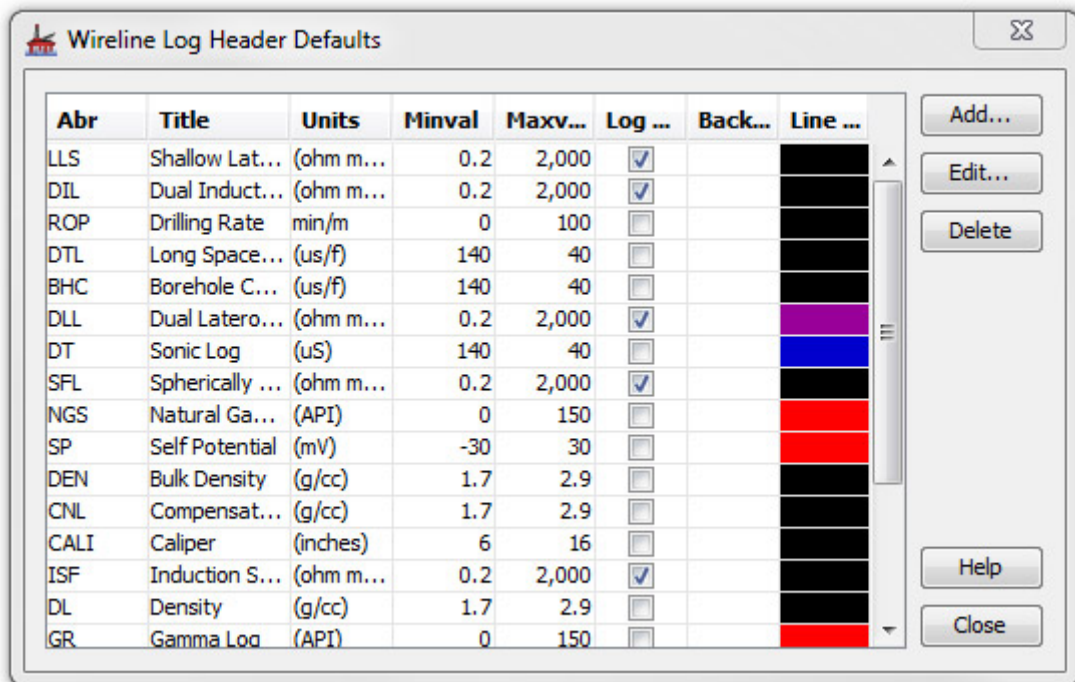 Wireline Log Header Defaults
Abr Title Units Minval Maxv... Log ... Back... Line ...
LLS Shallow Lat... (ohm m... 0.2 2,000
DIL Dual Induct... (ohm m... 0.2 2,000
ROP Drilling Rate min/m 0 100
DTL Long Space... (us/f) 140 40
BHC Borehole C... (us/f) 140 40
DLL Dual Latero... (ohm m... 0.2 2,000
DT Sonic Log (uS) 140 40
SFL Spherically ... (ohm m... 0.2 2,000
NGS Natural Ga... (API) 0 150
SP Self Potential (mV) -30 30
DEN Bulk Density (g/cc) 1.7 2.9
CNL Compensat... (g/cc) 1.7 2.9
CALI Caliper (inches) 6 16
ISF Induction S... (ohm m... 0.2 2,000
DL Density (g/cc) 1.7 2.9
GR Gamma Log (API) 0 150
Add...
Edit...
Delete
Help
Close